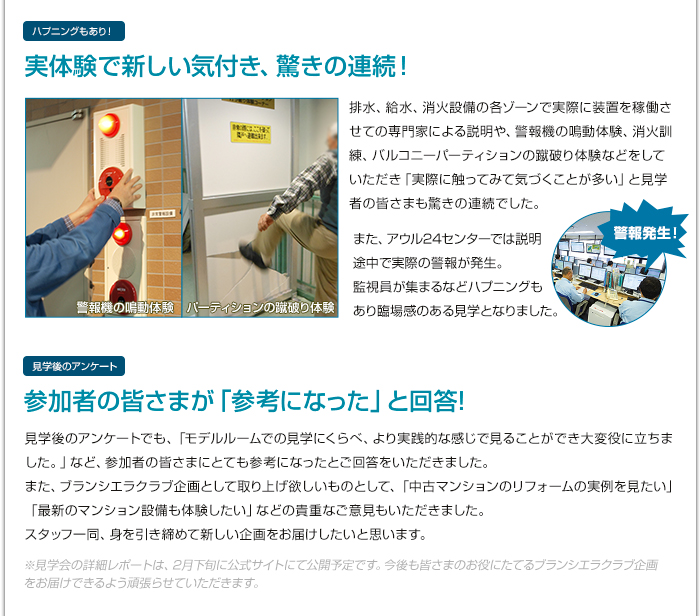 ハプニングもあり！
実体験で新しい気付き、驚きの連続！
排水、給水、消火設備の各ゾーンで実際に装置を稼働さ
せての専門家による説明や、警報機の鳴動体験、消火訓
練、バルコニーパーティションの蹴破り体験などをして
いただき「実際に触ってみて気づくことが多い」と見学
者の皆さまも驚きの連続でした。
警報機の鳴動体験
パーティションの蹴破り体験
また、アウル24センターでは説明
途中で実際の警報が発生。
監視員が集まるなどハプニングも
あり臨場感のある見学となりました。
警報発生！
見学後のアンケート
参加者の皆さまが「参考になった」と回答！
見学後のアンケートでも、「モデルルームでの見学にくらべ、より実践的な感じで見ることができ大変役に立ちま
した。」など、参加者の皆さまにとても参考になったとご回答をいただきました。
また、ブランシエラクラブ企画として取り上げ欲しいものとして、「中古マンションのリフォームの実例を見たい」
「最新のマンション設備も体験したい」などの貴重なご意見もいただきました。
スタッフ一同、身を引き締めて新しい企画をお届けしたいと思います。
※見学会の詳細レポートは、2月下旬に公式サイトにて公開予定です。今後も皆さまのお役にたてるブランシエラクラブ企画
をお届けできるよう頑張らせていただきます。